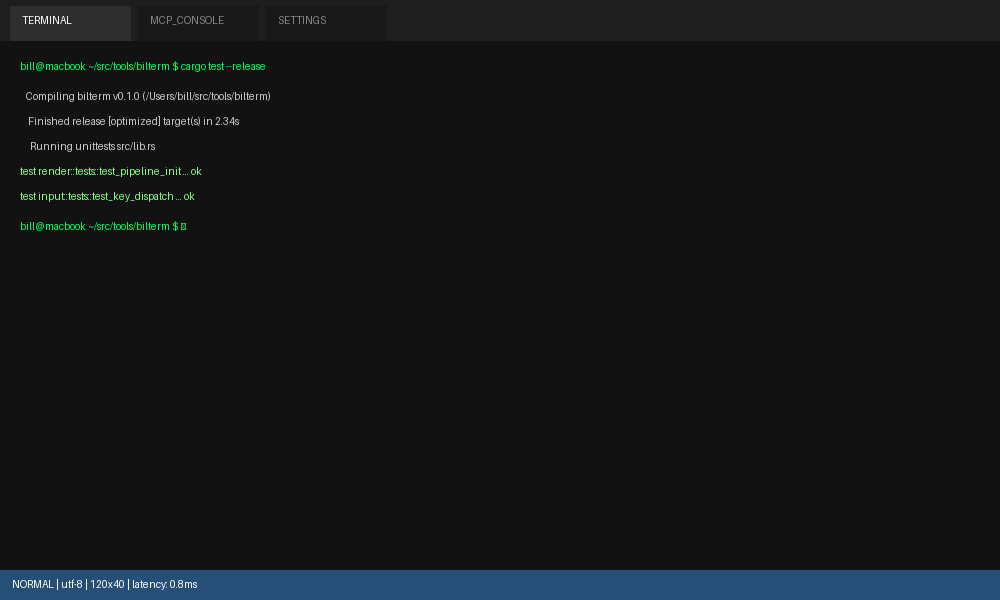 TERMINAL MCP_CONSOLE SETTINGS
bill@macbook ~/src/tools/bilterm $ cargo test --release
Compiling bilterm v0.1.0 (/Users/bill/src/tools/bilterm)
Finished release [optimized] target(s) in 2.34s
Running unittests src/lib.rs
test render::tests::test_pipeline_init ... ok
test input::tests::test_key_dispatch ... ok
bill@macbook ~/src/tools/bilterm $
NORMAL | utf-8 | 120x40 | latency: 0.8ms